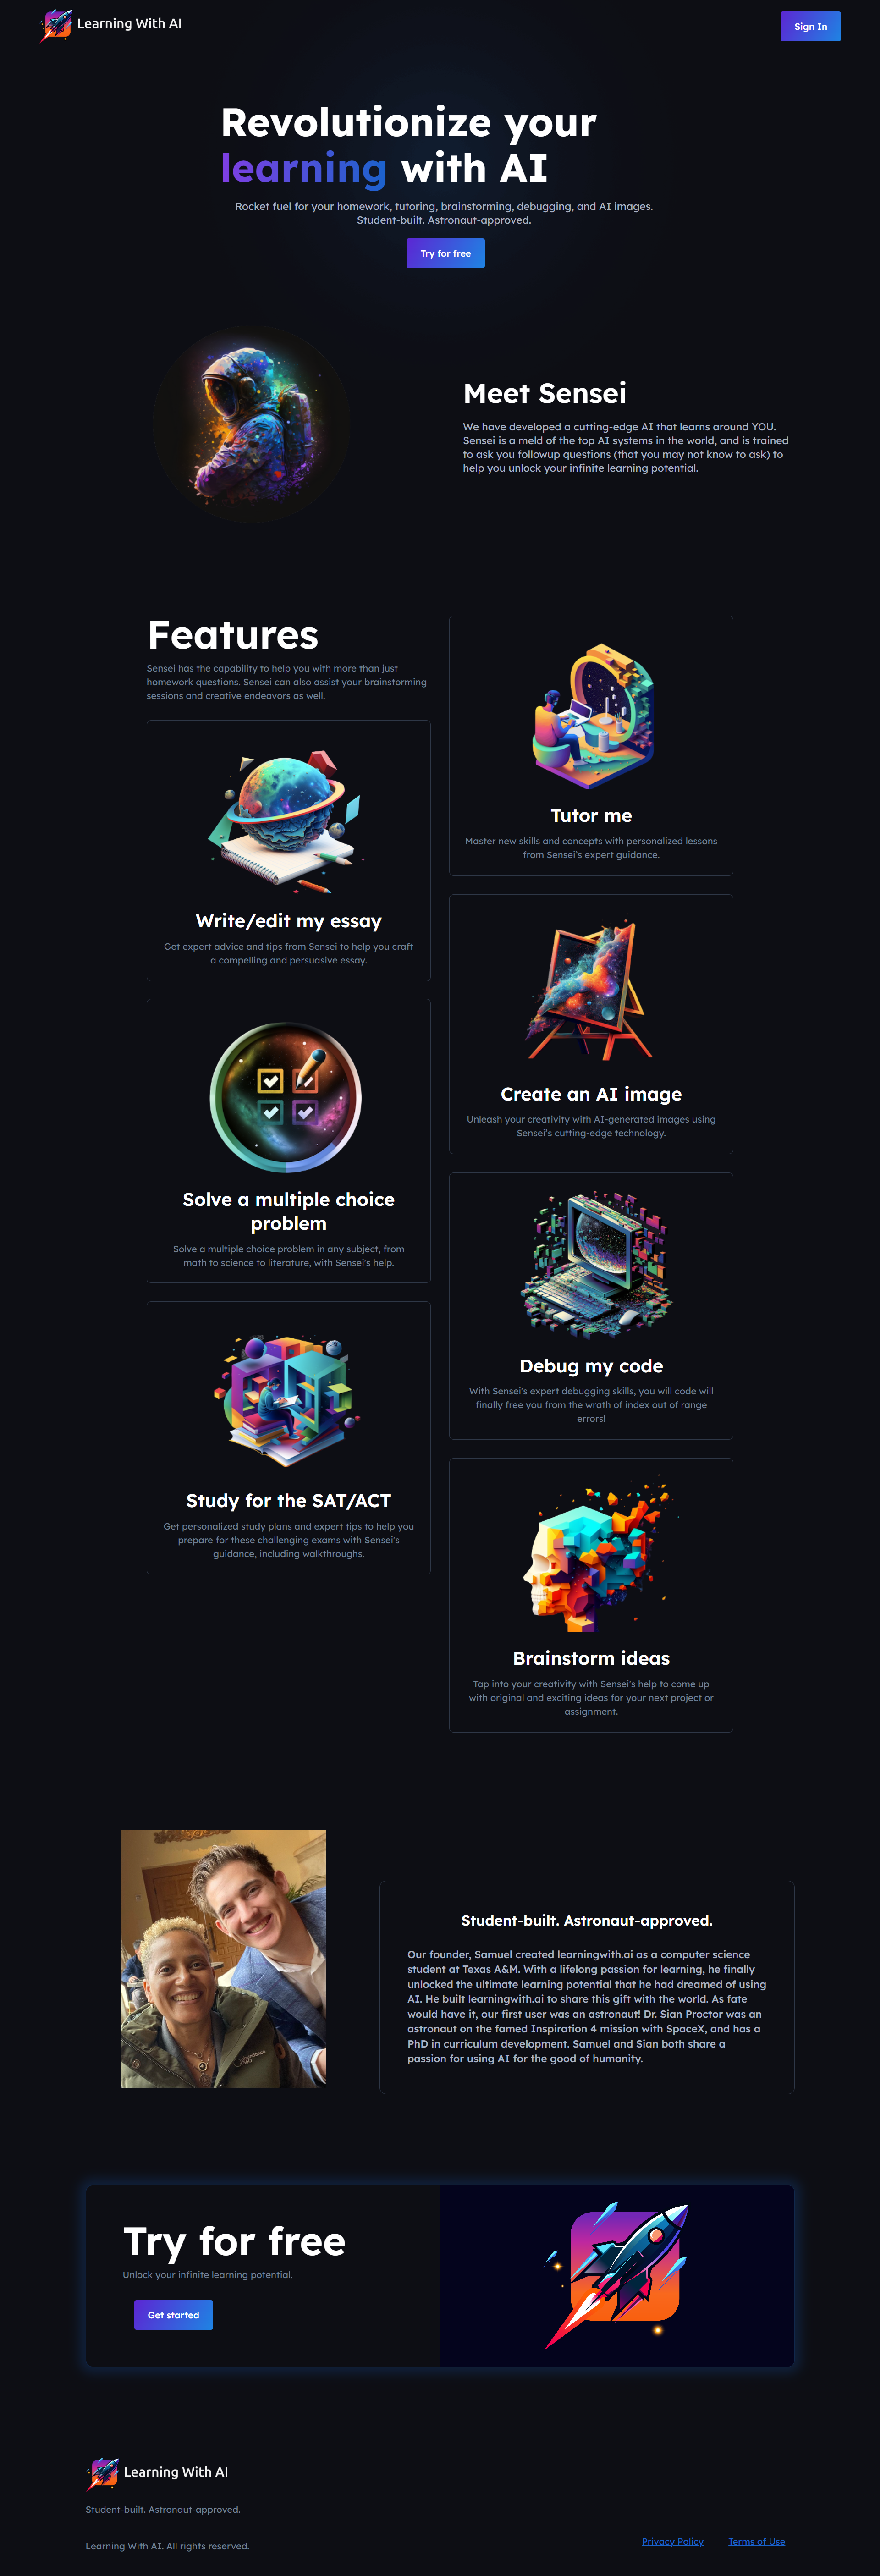 Learning With AI
Sign In
Revolutionize your
learning with AI
Rocket fuel for your homework, tutoring, brainstorming, debugging, and AI images.
Student-built. Astronaut-approved.
Try for free
Meet Sensei
We have developed a cutting-edge AI that learns around YOU.
Sensei is a meld of the top AI systems in the world, and is trained
to ask you followup questions (that you may not know to ask) to
help you unlock your infinite learning potential.
Features
Sensei has the capability to help you with more than just
homework questions. Sensei can also assist your brainstorming
sessions and creative endeavors as well.
Write/edit my essay
Get expert advice and tips from Sensei to help you craft
a compelling and persuasive essay.
Solve a multiple choice
problem
Solve a multiple choice problem in any subject, from
math to science to literature, with Sensei's help.
Study for the SAT/ACT
Get personalized study plans and expert tips to help you
prepare for these challenging exams with Sensei's
guidance, including walkthroughs.
Tutor me
Master new skills and concepts with personalized lessons
from Sensei's expert guidance.
Create an AI image
Unleash your creativity with AI-generated images using
Sensei's cutting-edge technology.
Debug my code
With Sensei's expert debugging skills, you will code will
finally free you from the wrath of index out of range
errors!
Brainstorm ideas
Tap into your creativity with Sensei's help to come up
with original and exciting ideas for your next project or
assignment.
Student-built. Astronaut-approved.
Our founder, Samuel created learningwith.ai as a computer science
student at Texas A&M. With a lifelong passion for learning, he finally
unlocked the ultimate learning potential that he had dreamed of using
AI. He built learningwith.ai to share this gift with the world. As fate
would have it, our first user was an astronaut! Dr. Sian Proctor was an
astronaut on the famed Inspiration 4 mission with SpaceX, and has a
PhD in curriculum development. Samuel and Sian both share a
passion for using AI for the good of humanity.
Try for free
Unlock your infinite learning potential.
Get started
Learning With AI
Student-built. Astronaut-approved.
Learning With AI. All rights reserved.
Privacy Policy
Terms of Use